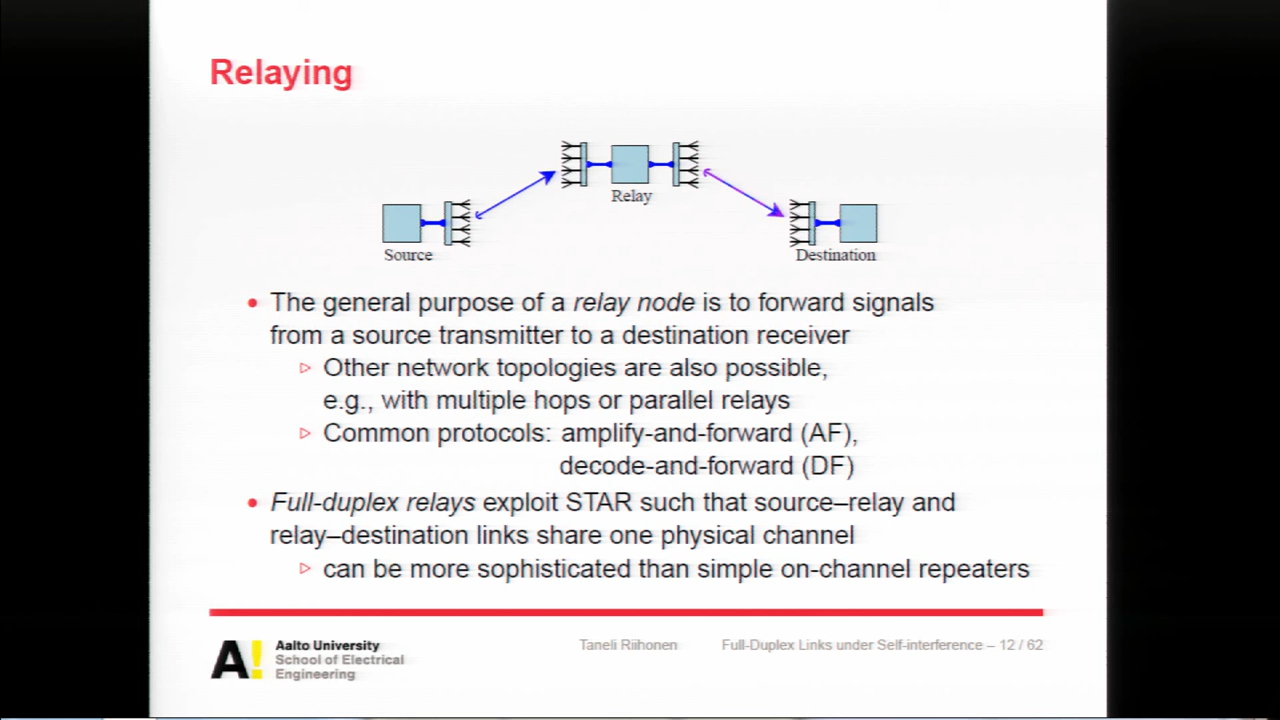 Relaying
Relay
Source
Destination
• The general purpose of a relay node is to forward signals
from a source transmitter to a destination receiver
▷ Other network topologies are also possible,
e.g., with multiple hops or parallel relays
▷ Common protocols: amplify-and-forward (AF),
decode-and-forward (DF)
• Full-duplex relays exploit STAR such that source–relay and
relay–destination links share one physical channel
▷ can be more sophisticated than simple on-channel repeaters
A!
Aalto University
School of Electrical
Engineering
Taneli Riihonen
Full-Duplex Links under Self-interference – 12 / 62